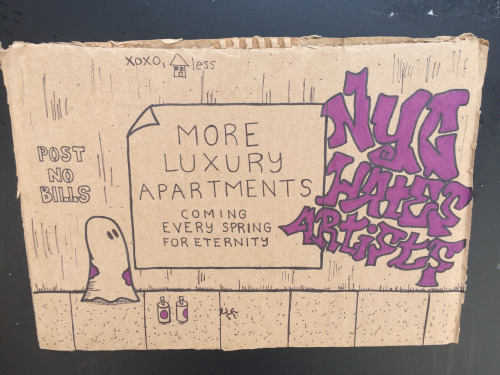 xoxo, less
POST
NO
BILLS
MORE
LUXURY
APARTMENTS
COMING
EVERY SPRING
FOR ETERNITY
NYC
HATES
ARTISTS